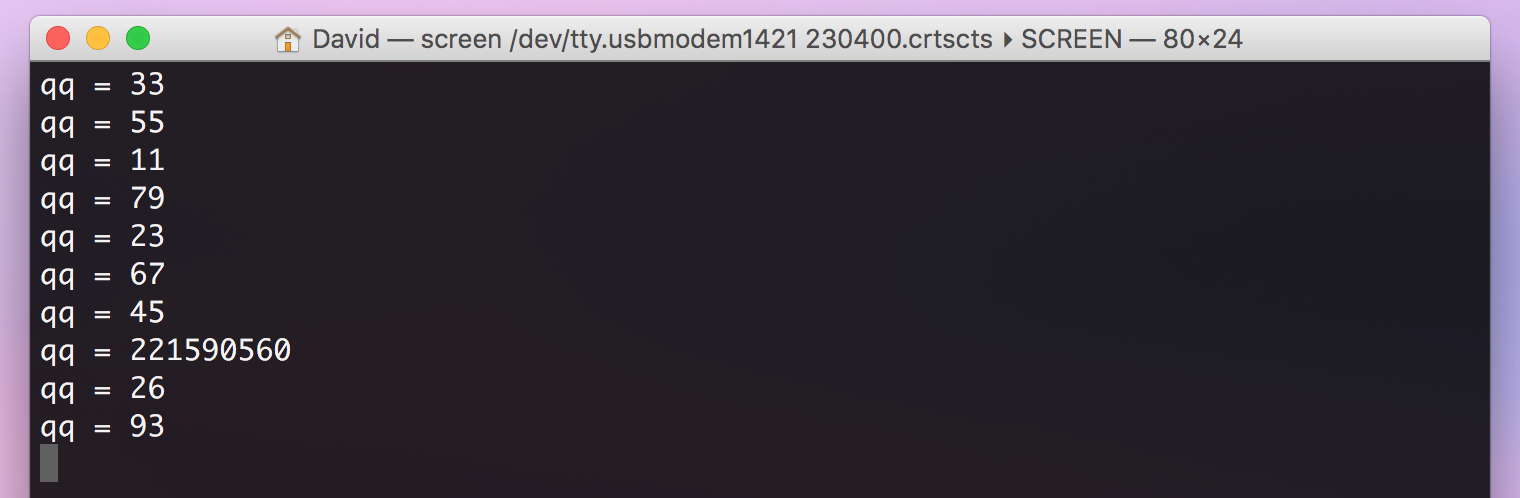 David — screen /dev/tty.usbmodem1421 230400.crtscts ▸ SCREEN — 80×24
qq = 33
qq = 55
qq = 11
qq = 79
qq = 23
qq = 67
qq = 45
qq = 221590560
qq = 26
qq = 93